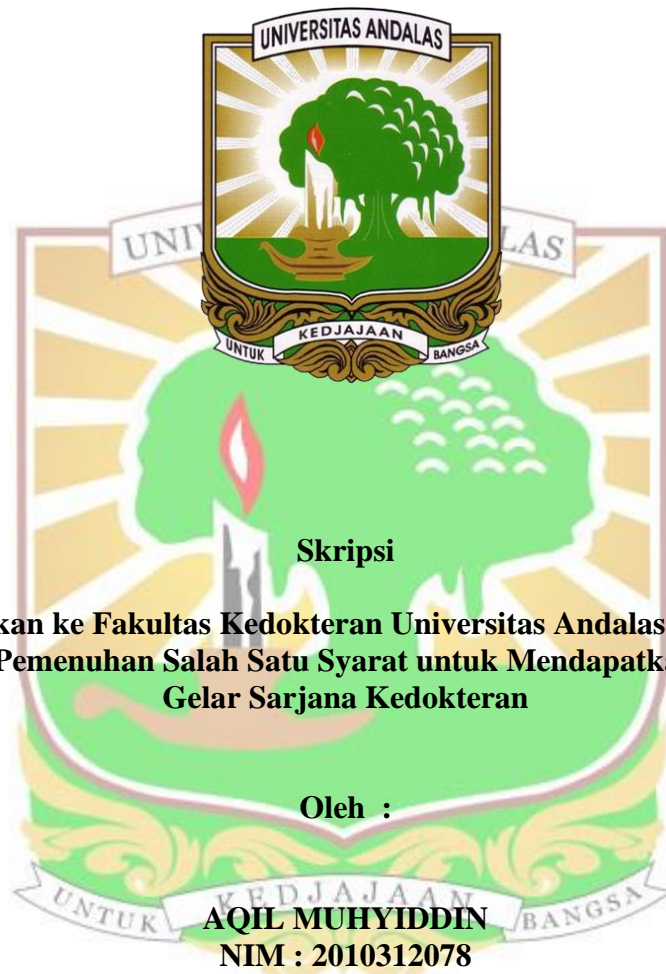 UNIVERSITAS ANDALAS
UNTUK KEDJAJAAN BANGSA
Skripsi
ke Fakultas Kedokteran Universitas Andalas
Pemenuhan Salah Satu Syarat untuk
Gelar Sarjana Kedokteran
Oleh :
AQIL MUHYIDDIN
NIM : 2010312078
UNTUK KEDJAJAAN BANGSA